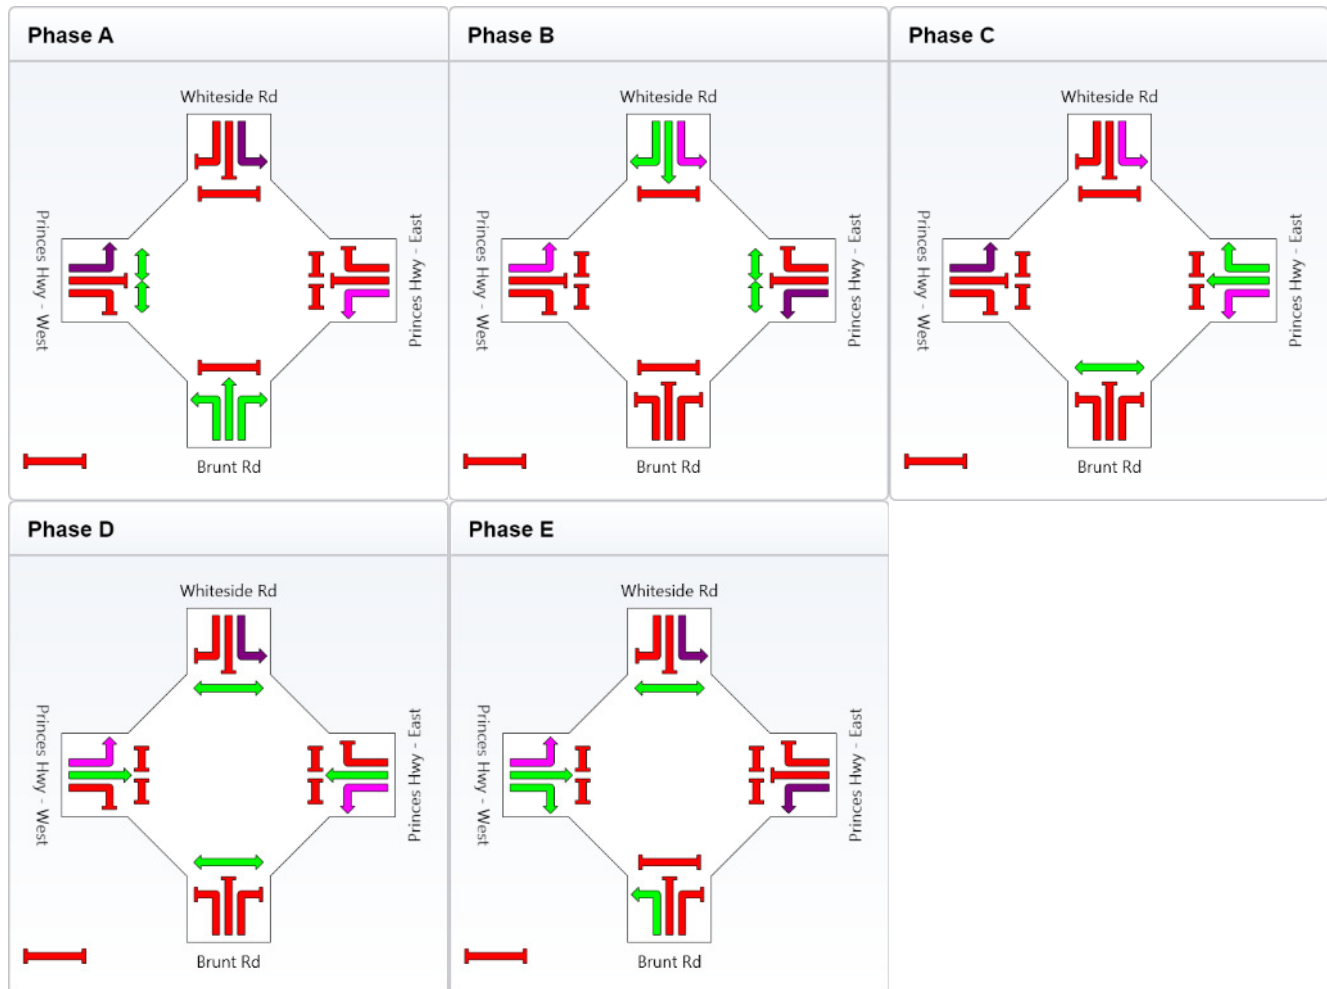 Phase A
Whiteside Rd
Princes Hwy - West
Princes Hwy - East
Brunt Rd
Phase B
Whiteside Rd
Princes Hwy - West
Princes Hwy - East
Brunt Rd
Phase C
Whiteside Rd
Princes Hwy - West
Princes Hwy - East
Brunt Rd
Phase D
Whiteside Rd
Princes Hwy - West
Princes Hwy - East
Brunt Rd
Phase E
Whiteside Rd
Princes Hwy - West
Princes Hwy - East
Brunt Rd